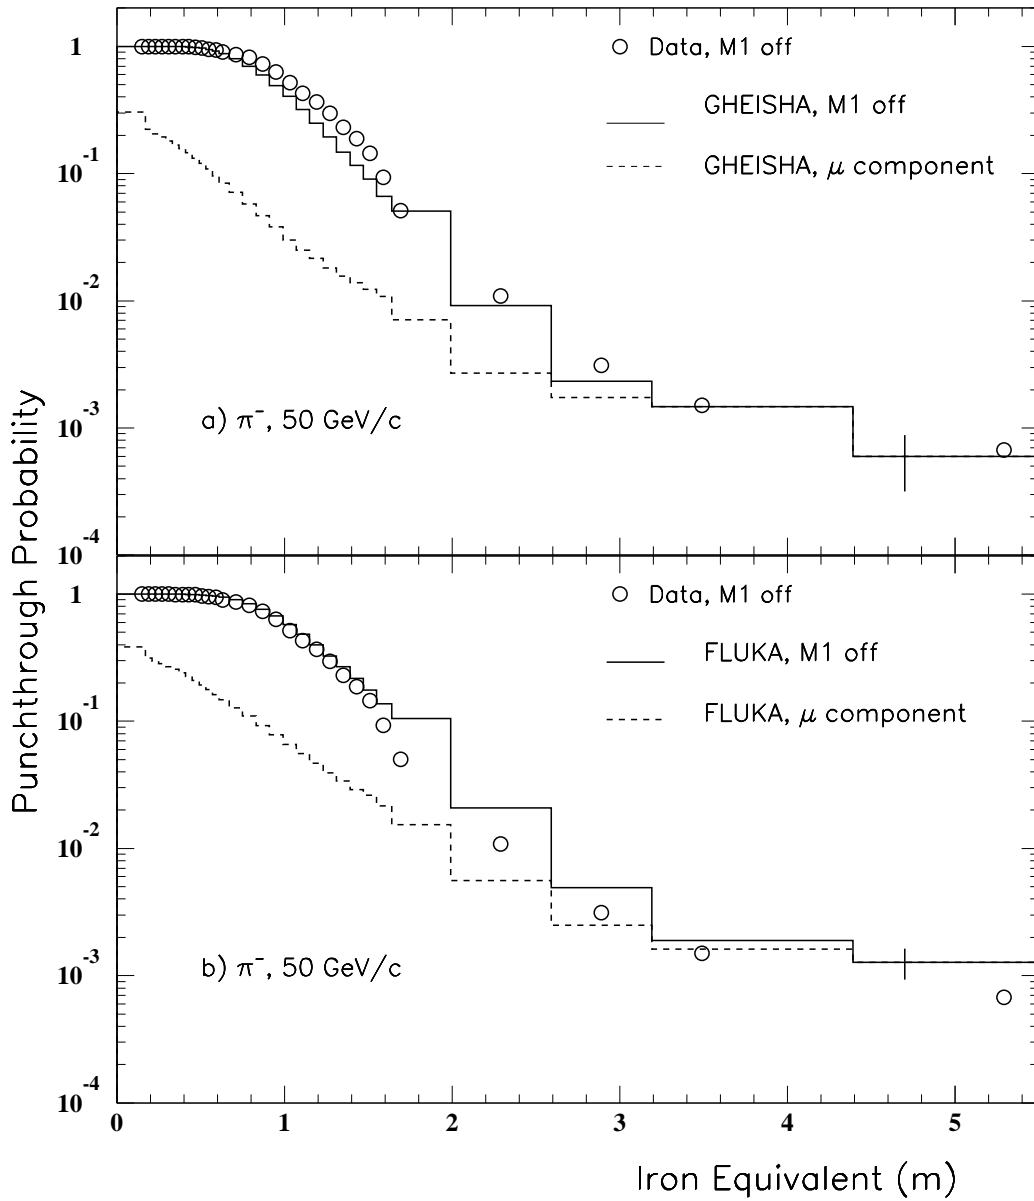 Punchthrough Probability
1
10⁻¹
10⁻²
10⁻³
10⁻⁴
Data, M1 off
GHEISHA, M1 off
GHEISHA, μ component
a) π⁻, 50 GeV/c
1
10⁻¹
10⁻²
10⁻³
10⁻⁴
Data, M1 off
FLUKA, M1 off
FLUKA, μ component
b) π⁻, 50 GeV/c
0 1 2 3 4 5
Iron Equivalent (m)